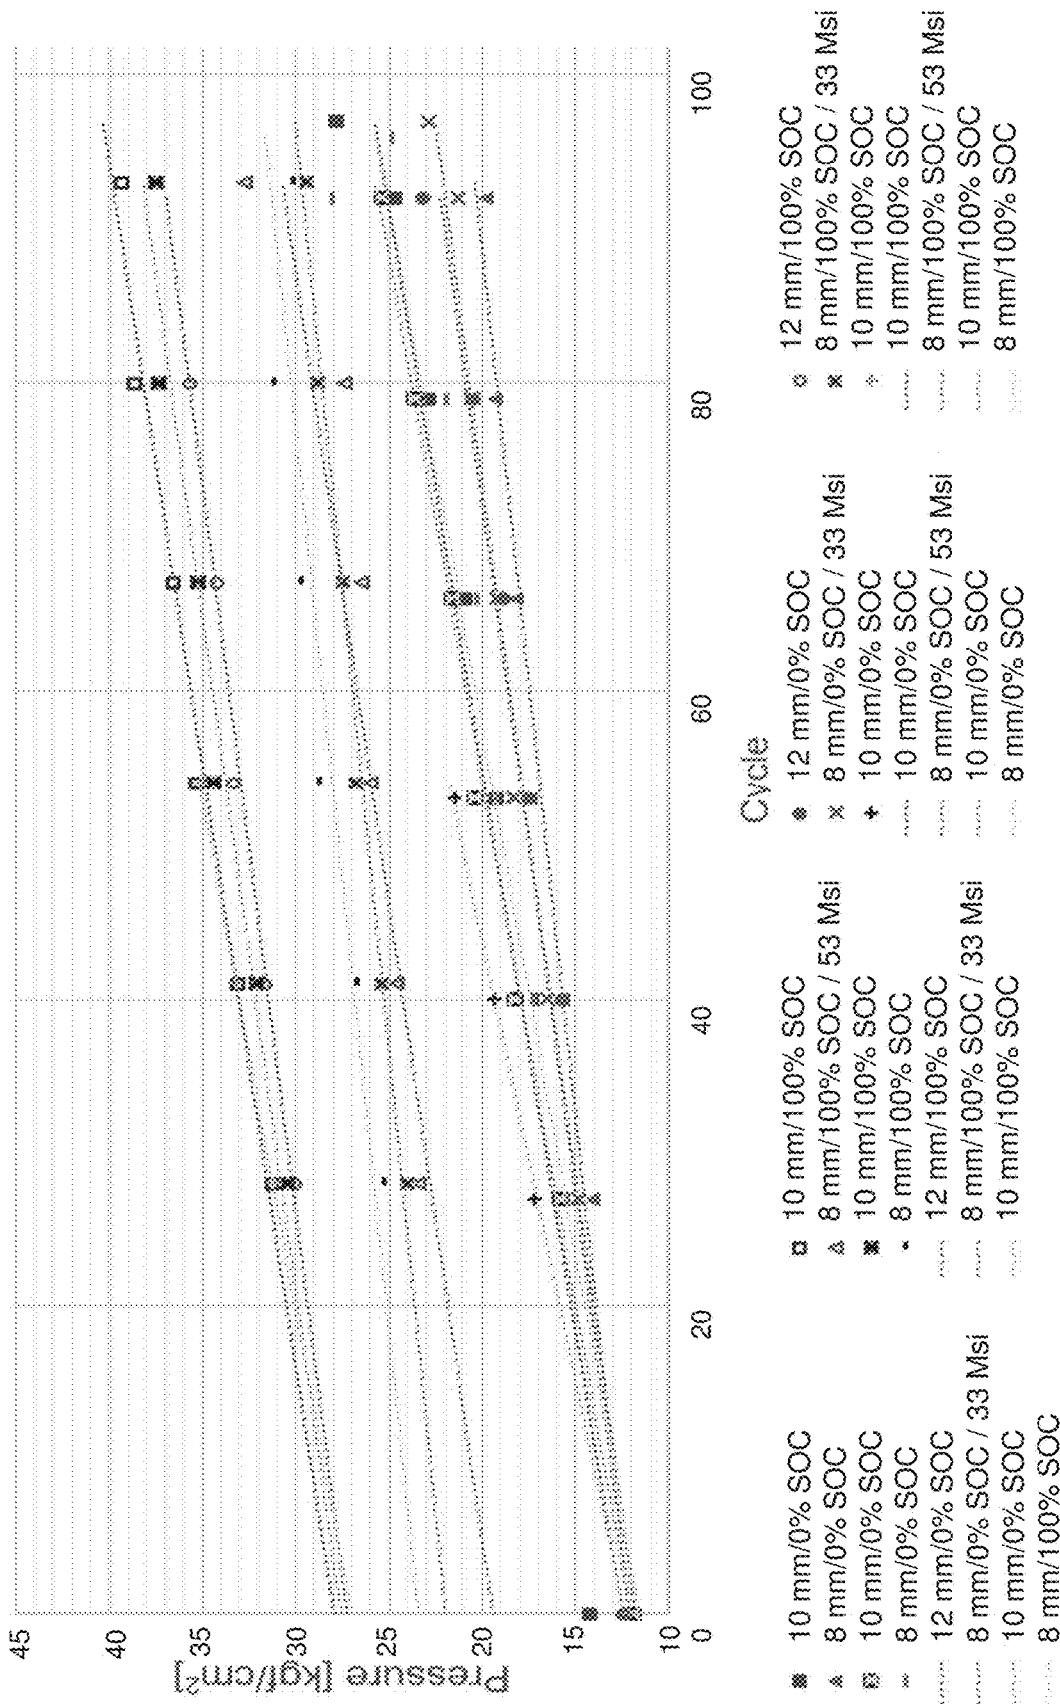 45
40
35
30
25
20
15
10
Pressure [kgf/cm²]
0
20
40
60
80
100
Cycle
10 mm/0% SOC
8 mm/0% SOC
10 mm/0% SOC
8 mm/0% SOC
12 mm/0% SOC
8 mm/0% SOC / 33 Msi
10 mm/0% SOC
8 mm/100% SOC
10 mm/100% SOC
8 mm/100% SOC / 53 Msi
10 mm/100% SOC
8 mm/100% SOC
12 mm/100% SOC
8 mm/100% SOC / 33 Msi
10 mm/100% SOC
12 mm/0% SOC
8 mm/0% SOC / 33 Msi
10 mm/0% SOC
10 mm/0% SOC
8 mm/0% SOC / 53 Msi
10 mm/0% SOC
8 mm/0% SOC
12 mm/100% SOC
8 mm/100% SOC / 33 Msi
10 mm/100% SOC
10 mm/100% SOC
8 mm/100% SOC / 53 Msi
10 mm/100% SOC
8 mm/100% SOC